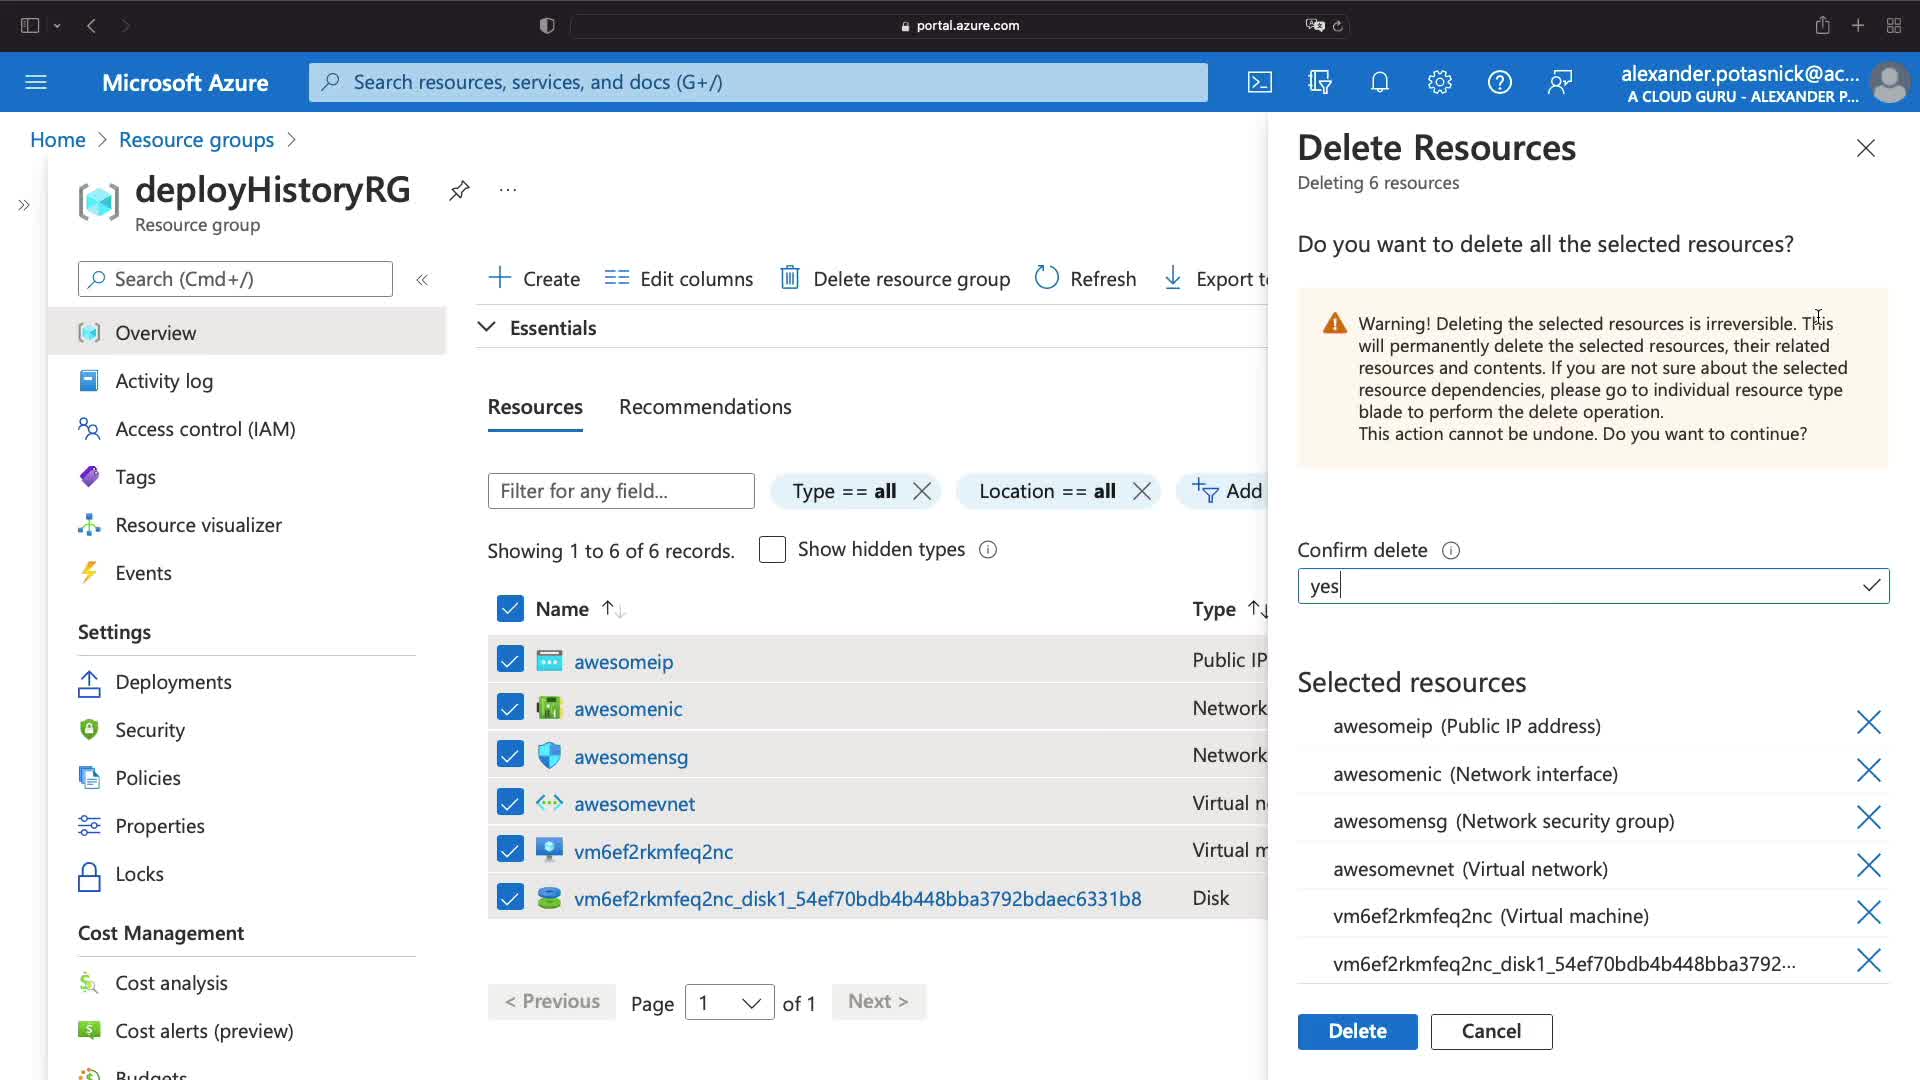 portal.azure.com
Microsoft Azure
Search resources, services, and docs (G+/)
alexander.potasnick@ac...
A CLOUD GURU - ALEXANDER P...
Home > Resource groups >
deployHistoryRG
...
Resource group
Search (Cmd+/)
Overview
Activity log
Access control (IAM)
Tags
Resource visualizer
Events
Settings
Deployments
Security
Policies
Properties
Locks
Cost Management
Cost analysis
Cost alerts (preview)
Budgets
Create
Edit columns
Delete resource group
Refresh
Export to
Essentials
Resources
Recommendations
Filter for any field...
Type == all
Location == all
Add
Showing 1 to 6 of 6 records.
Show hidden types
Name
Type
awesomeip
Public IP
awesomenic
Network
awesomensg
Network
awesomevnet
Virtual n
vm6ef2rkmfeq2nc
Virtual m
vm6ef2rkmfeq2nc_disk1_54ef70bdb4b448bba3792bdaec6331b8
Disk
< Previous
Page 1 of 1
Next >
Delete Resources
Deleting 6 resources
Do you want to delete all the selected resources?
Warning! Deleting the selected resources is irreversible. This
will permanently delete the selected resources, their related
resources and contents. If you are not sure about the selected
resource dependencies, please go to individual resource type
blade to perform the delete operation.
This action cannot be undone. Do you want to continue?
Confirm delete
yes
Selected resources
awesomeip (Public IP address)
awesomenic (Network interface)
awesomensg (Network security group)
awesomevnet (Virtual network)
vm6ef2rkmfeq2nc (Virtual machine)
vm6ef2rkmfeq2nc_disk1_54ef70bdb4b448bba3792...
Delete
Cancel